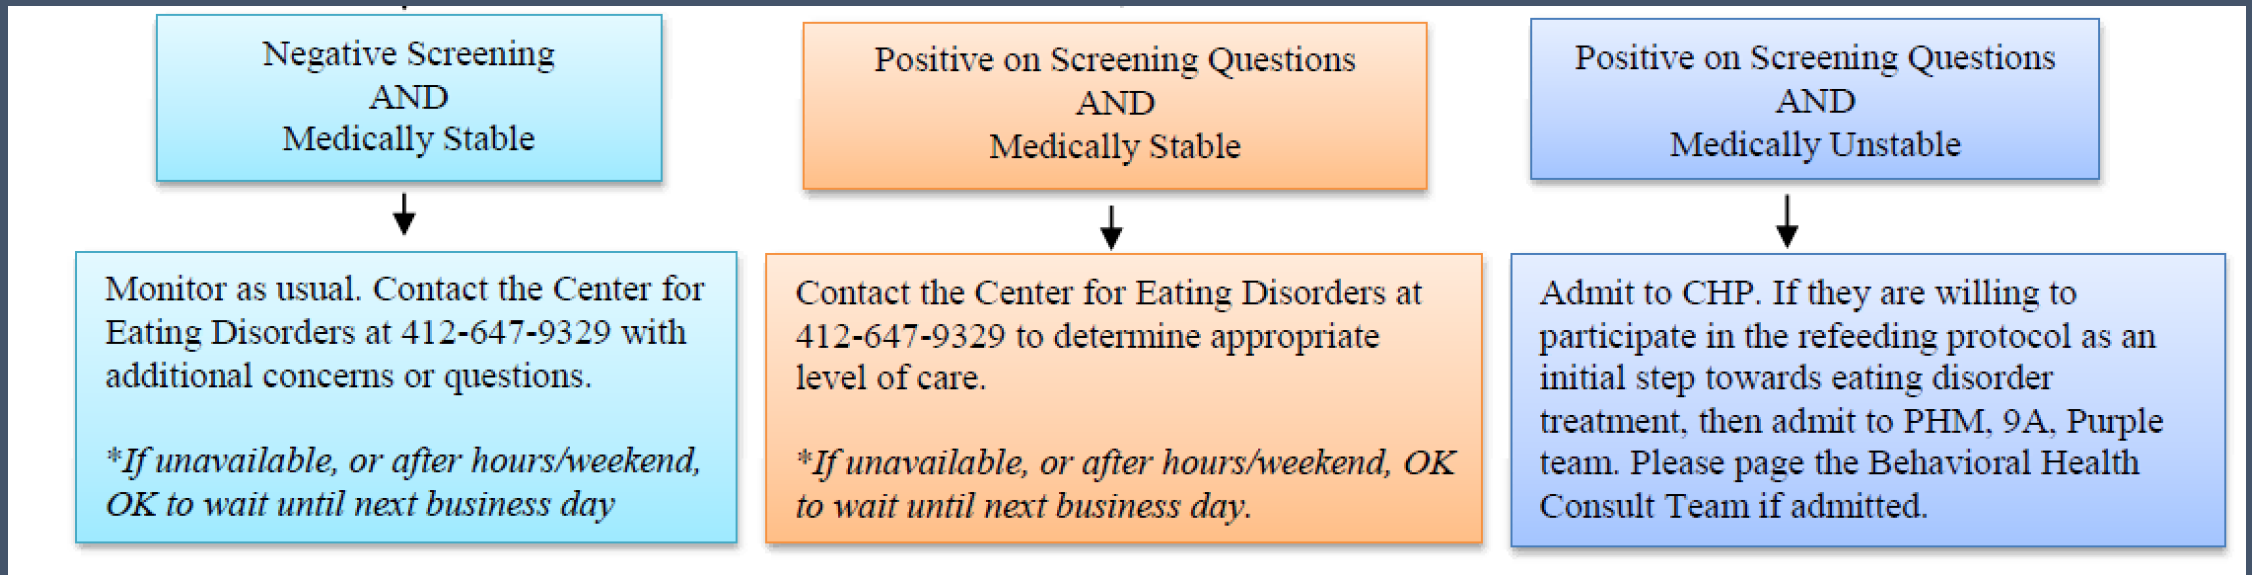 Negative Screening
AND
Medically Stable
Monitor as usual. Contact the Center for
Eating Disorders at 412-647-9329 with
additional concerns or questions.
*If unavailable, or after hours/weekend,
OK to wait until next business day
Positive on Screening Questions
AND
Medically Stable
Contact the Center for Eating Disorders at
412-647-9329 to determine appropriate
level of care.
*If unavailable, or after hours/weekend, OK
to wait until next business day.
Positive on Screening Questions
AND
Medically Unstable
Admit to CHP. If they are willing to
participate in the refeeding protocol as an
initial step towards eating disorder
treatment, then admit to PHM, 9A, Purple
team. Please page the Behavioral Health
Consult Team if admitted.